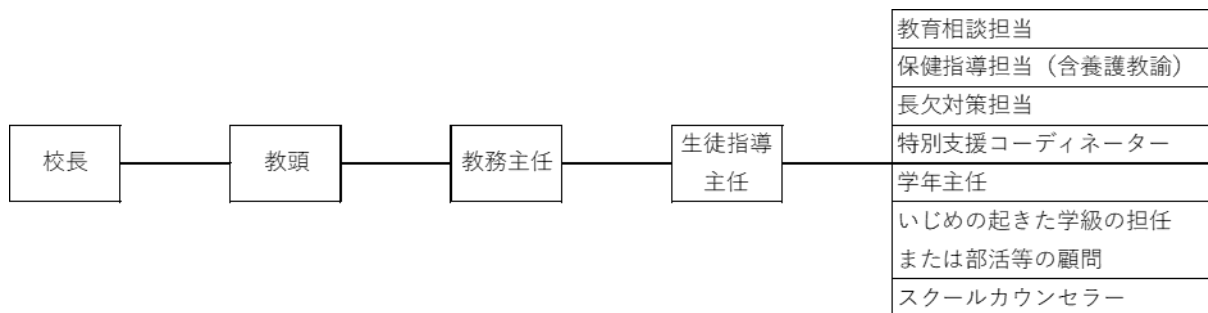 校長
教頭
教務主任
生徒指導
主任
教育相談担当
保健指導担当（含養護教諭）
長欠対策担当
特別支援コーディネーター
学年主任
いじめの起きた学級の担任
または部活等の顧問
スクールカウンセラー